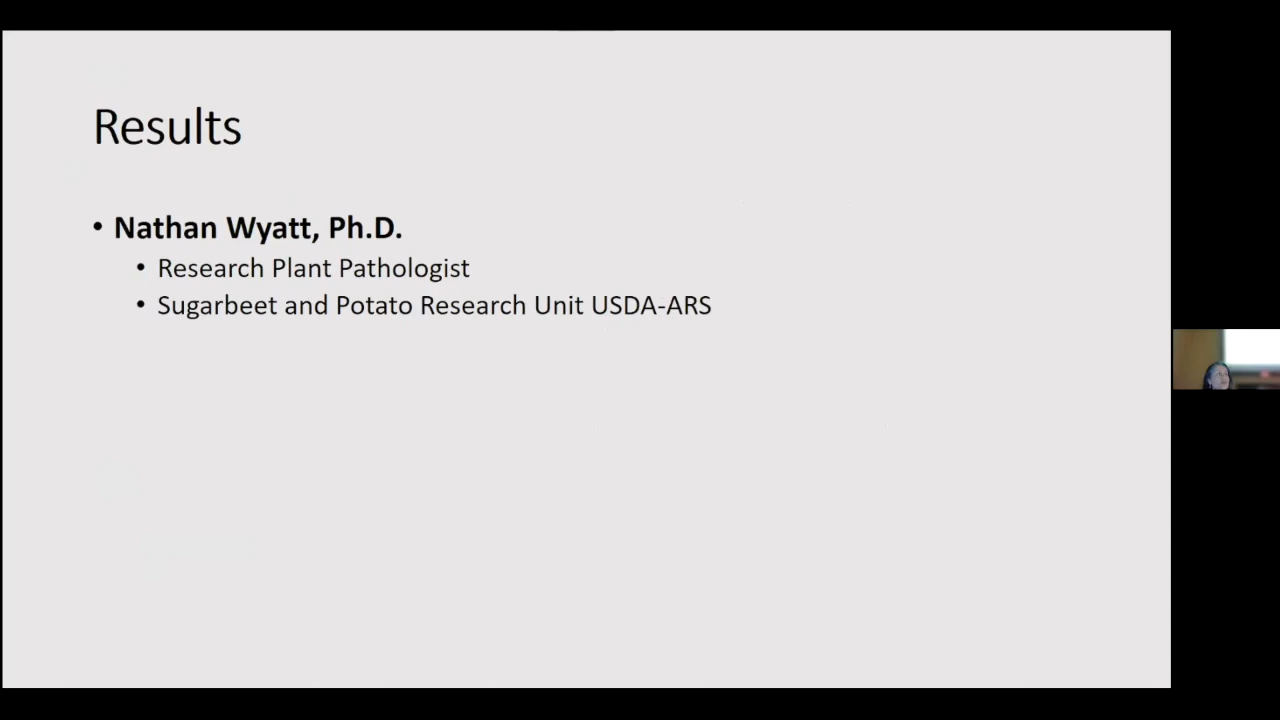 Results
• Nathan Wyatt, Ph.D.
• Research Plant Pathologist
• Sugarbeet and Potato Research Unit USDA-ARS